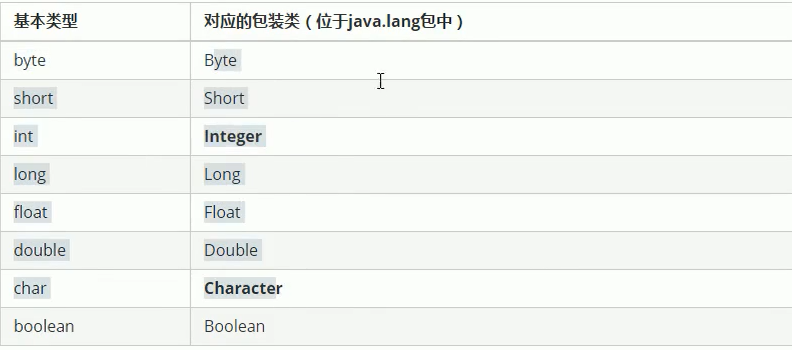 基本类型 对应的包装类（位于java.lang包中）
byte Byte
short Short
int Integer
long Long
float Float
double Double
char Character
boolean Boolean